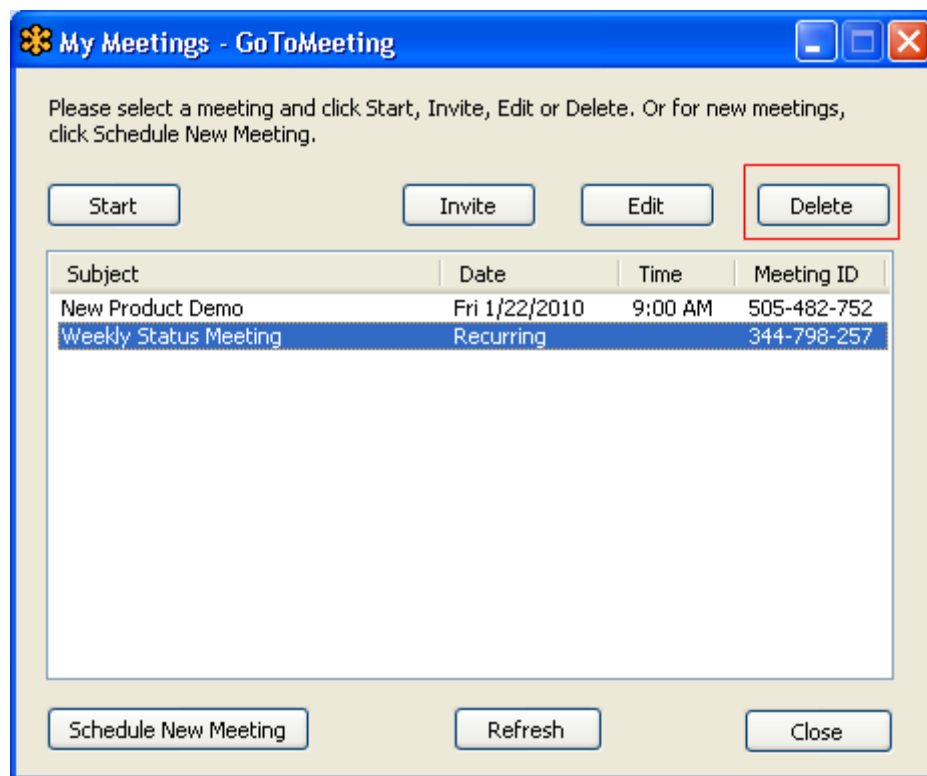 My Meetings - GoToMeeting
Please select a meeting and click Start, Invite, Edit or Delete. Or for new meetings,
click Schedule New Meeting.
Start Invite Edit Delete
Subject Date Time Meeting ID
New Product Demo Fri 1/22/2010 9:00 AM 505-482-752
Weekly Status Meeting Recurring 344-798-257
Schedule New Meeting Refresh Close